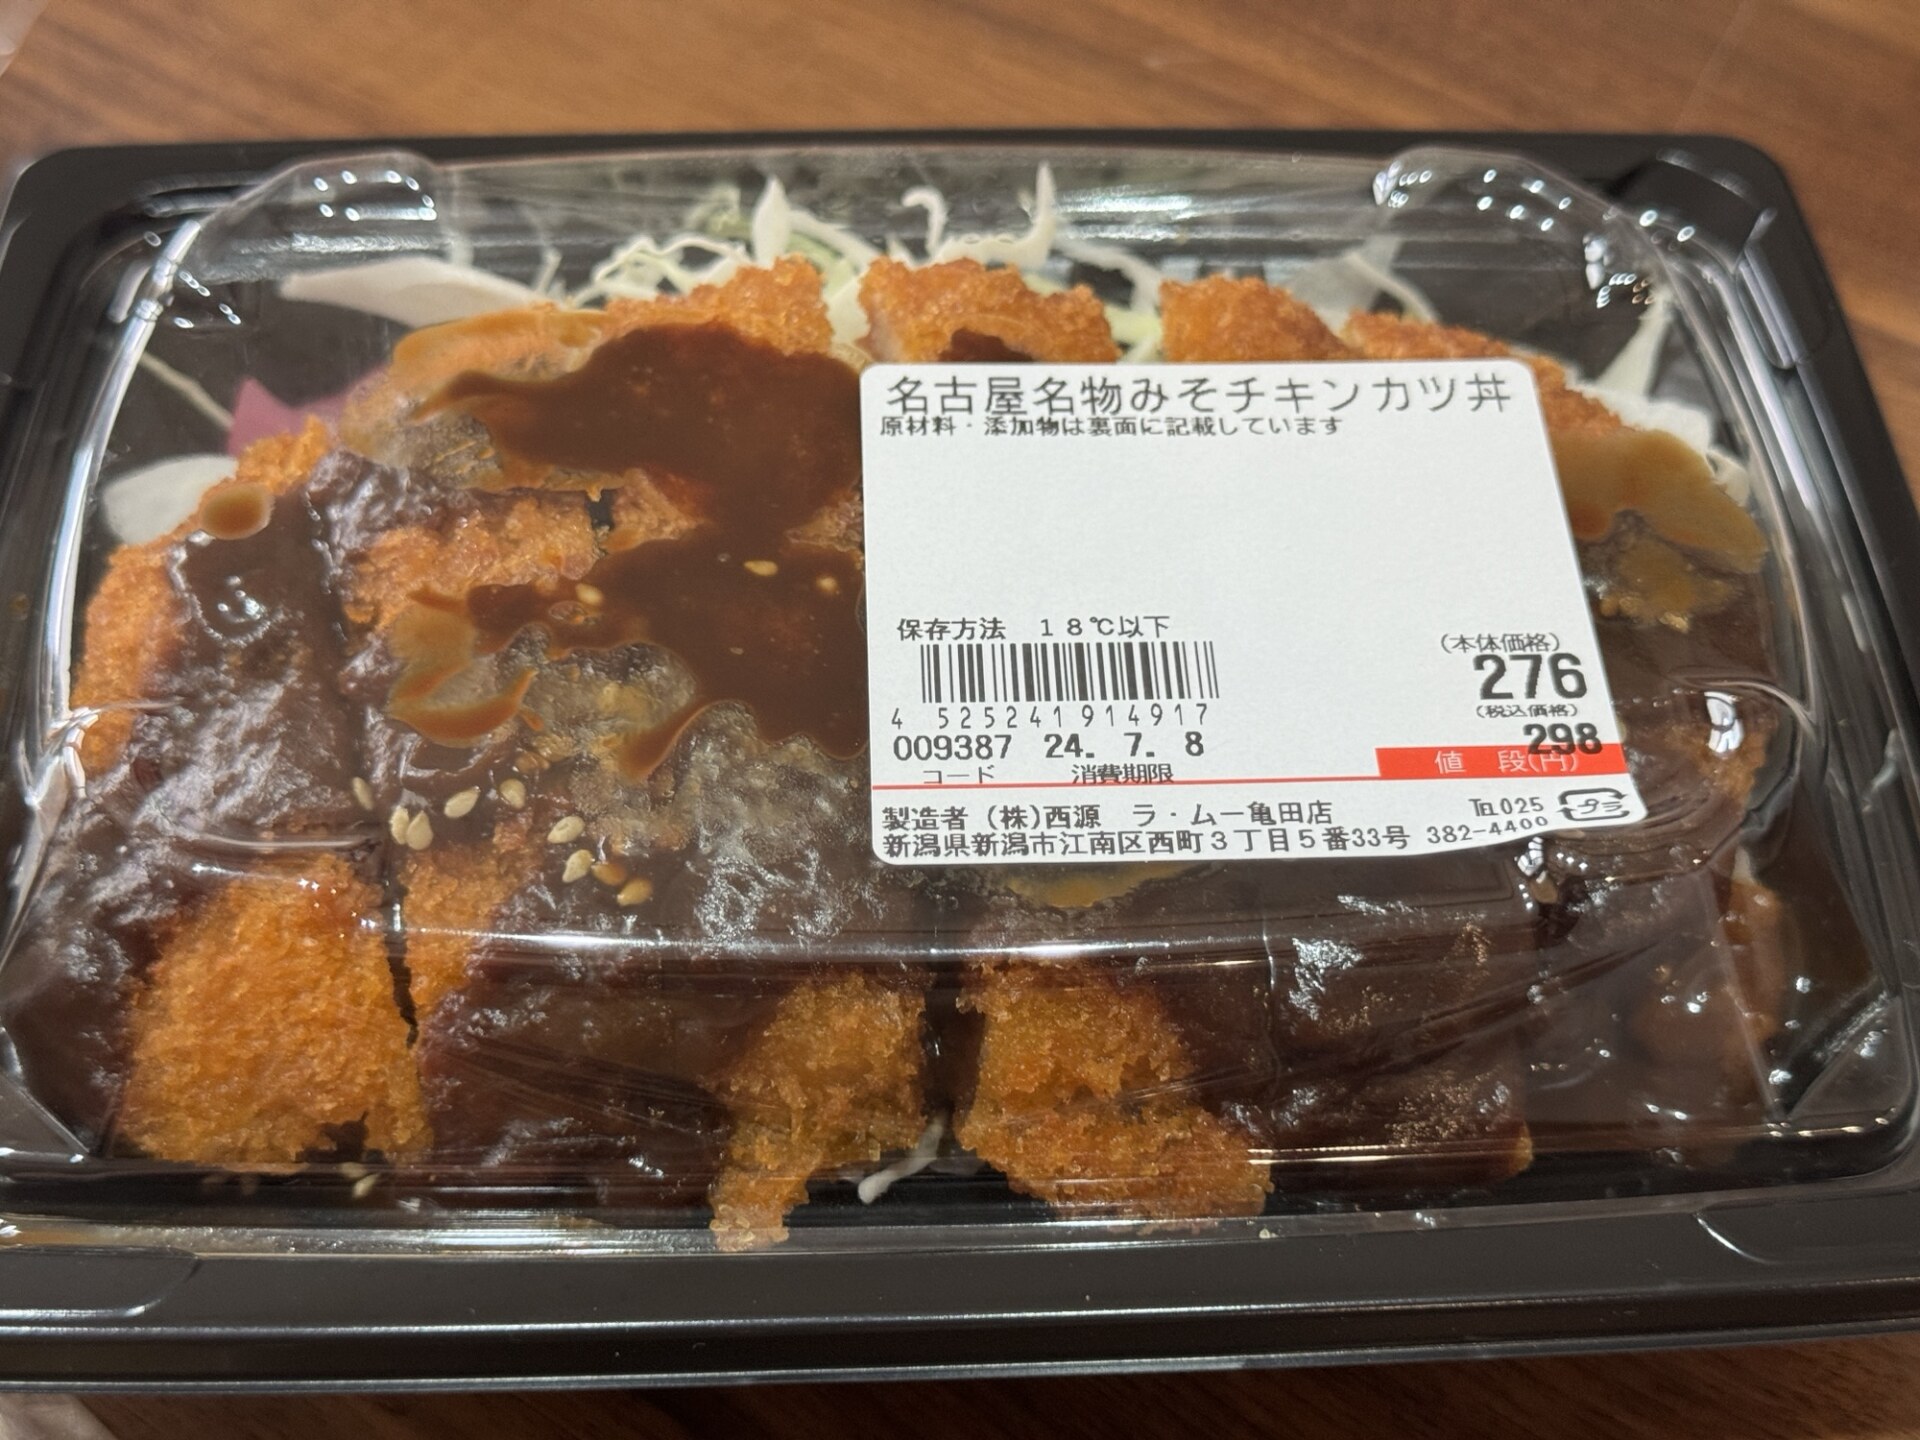 名古屋名物みそチキンカツ丼
原材料・添加物は裏面に記載しています
保存方法 18℃以下
(本体価格)
276
(税込価格)
298
値段(円)
4 525241 914917
009387 24. 7. 8
コード 消費期限
製造者 (株)西源 ラ・ムー亀田店 TEL025
新潟県新潟市江南区西町3丁目5番33号 382-4400
プラ